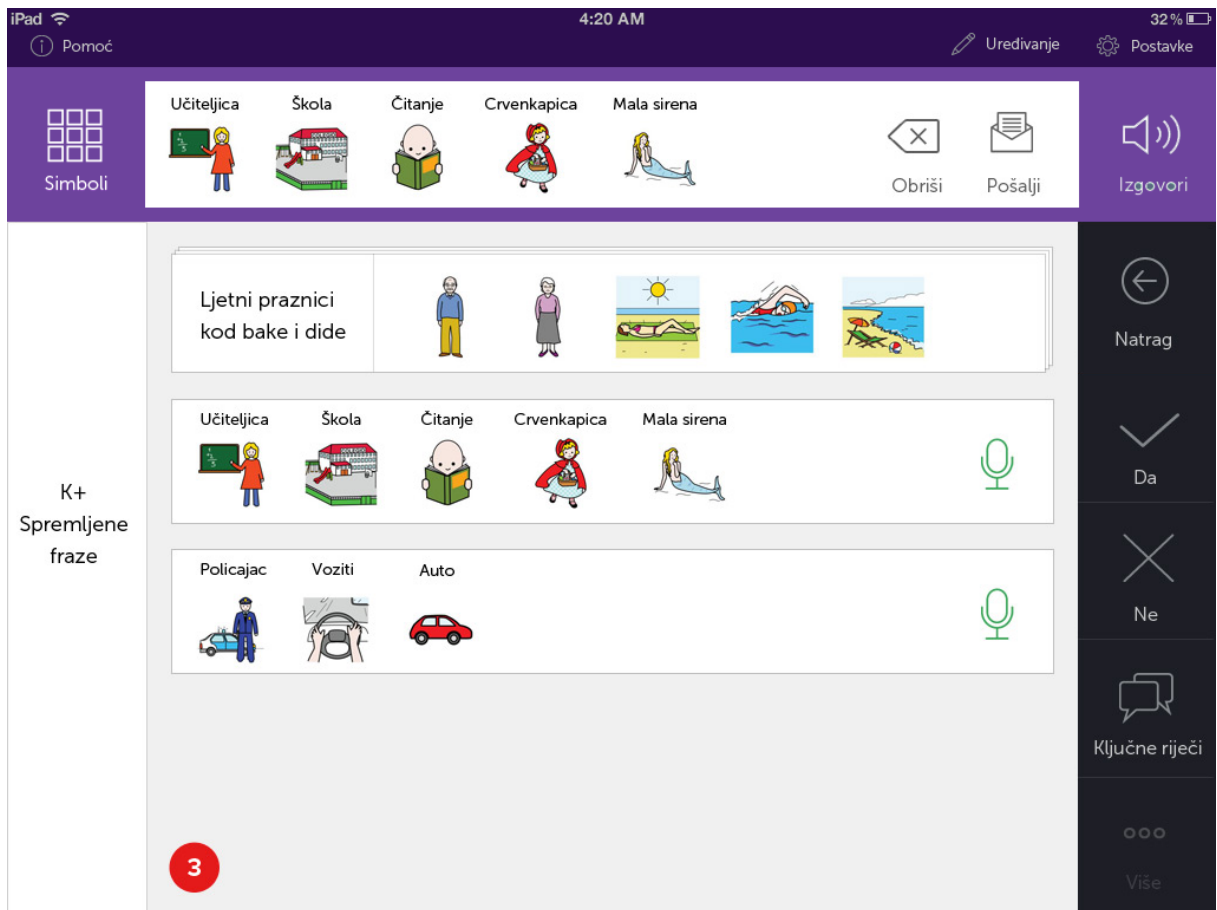 iPad 4:20 AM 32 %
Pomoć Uređivanje Postavke
Simboli
Učiteljica Škola Čitanje Crvenkapica Mala sirena
Obriši Pošalji
Izgovori
K+
Spremljene
fraze
Ljetni praznici
kod bake i dide
Učiteljica Škola Čitanje Crvenkapica Mala sirena
COLEGIO
Policajac Voziti Auto
3
Natrag
Da
Ne
Ključne riječi
Više